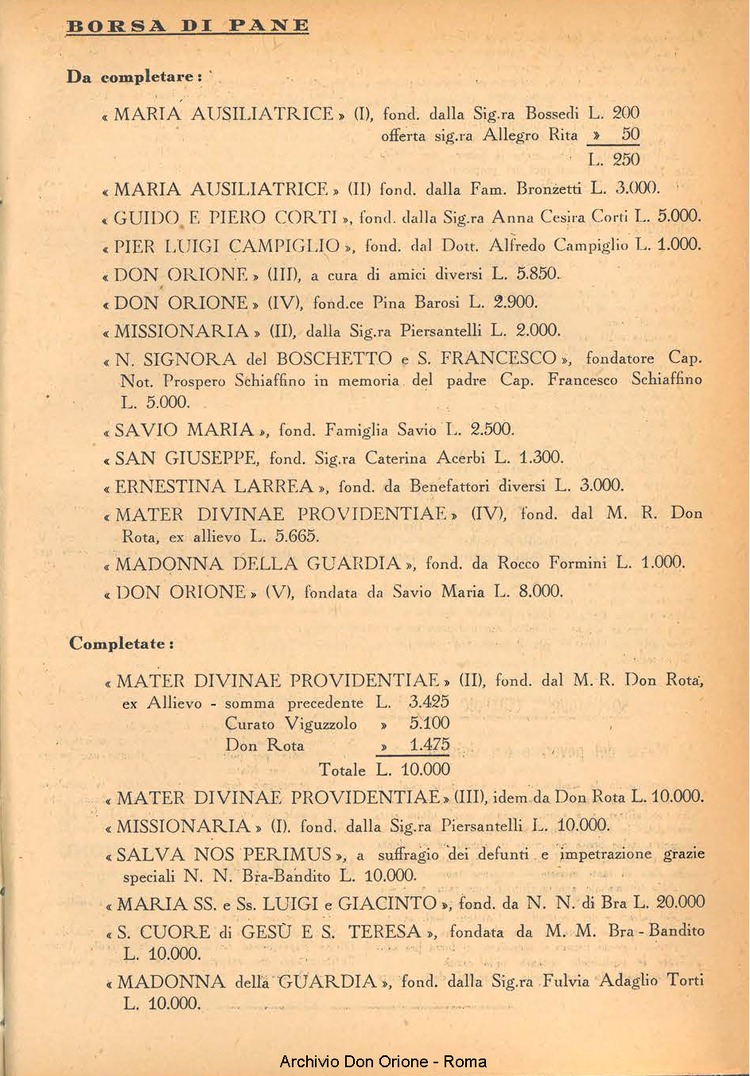 BORSA DI PANE
Da completare :
« MARIA AUSILIATRICE » (I), fond. dalla Sig.ra Bossedi L. 200
offerta sig.ra Allegro Rita » 50
L. 250
« MARIA AUSILIATRICE » (II) fond. dalla Fam. Bronzetti L. 3.000.
« GUIDO E PIERO CORTI », fond. dalla Sig.ra Anna Cesira Corti L. 5.000.
« PIER LUIGI CAMPIGLIO », fond. dal Dott. Alfredo Campiglio L. 1.000.
« DON ORIONE » (III), a cura di amici diversi L. 5.850.
« DON ORIONE » (IV), fond.ce Pina Barosi L. 2.900.
« MISSIONARIA » (II), dalla Sig.ra Piersantelli L. 2.000.
« N. SIGNORA del BOSCHETTO e S. FRANCESCO », fondatore Cap.
Not. Prospero Schiaffino in memoria del padre Cap. Francesco Schiaffino
L. 5.000.
« SAVIO MARIA », fond. Famiglia Savio L. 2.500.
« SAN GIUSEPPE, fond. Sig.ra Caterina Acerbi L. 1.300.
« ERNESTINA LARREA », fond. da Benefattori diversi L. 3.000.
« MATER DIVINAE PROVIDENTIAE » (IV), fond. dal M. R. Don
Rota, ex allievo L. 5.665.
« MADONNA DELLA GUARDIA », fond. da Rocco Formini L. 1.000.
« DON ORIONE » (V), fondata da Savio Maria L. 8.000.
Completate :
« MATER DIVINAE PROVIDENTIAE » (II), fond. dal M. R. Don Rota,
ex Allievo - somma precedente L. 3.425
Curato Viguzzolo » 5.100
Don Rota » 1.475
Totale L. 10.000
« MATER DIVINAE PROVIDENTIAE » (III), idem da Don Rota L. 10.000.
« MISSIONARIA » (I). fond. dalla Sig.ra Piersantelli L. 10.000.
« SALVA NOS PERIMUS », a suffragio dei defunti e impetrazione grazie
speciali N. N. Bra-Bandito L. 10.000.
« MARIA SS. e Ss. LUIGI e GIACINTO », fond. da N. N. di Bra L. 20.000
« S. CUORE di GESÙ E S. TERESA », fondata da M. M. Bra - Bandito
L. 10.000.
« MADONNA della GUARDIA », fond. dalla Sig.ra Fulvia Adaglio Torti
L. 10.000.
Archivio Don Orione - Roma